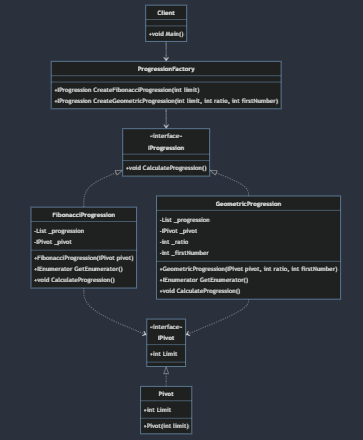 Client
+void Main()
ProgressionFactory
+IProgression CreateFibonacciProgression(int limit)
+IProgression CreateGeometricProgression(int limit, int ratio, int firstNumber)
«interface»
IProgression
+void CalculateProgression()
FibonacciProgression
-List _progression
-IPivot _pivot
+FibonacciProgression(IPivot pivot)
+IEnumerator GetEnumerator()
+void CalculateProgression()
GeometricProgression
-List _progression
-IPivot _pivot
-int _ratio
-int _firstNumber
+GeometricProgression(IPivot pivot, int ratio, int firstNumber)
+IEnumerator GetEnumerator()
+void CalculateProgression()
«interface»
IPivot
+int Limit
Pivot
+int Limit
+Pivot(int limit)